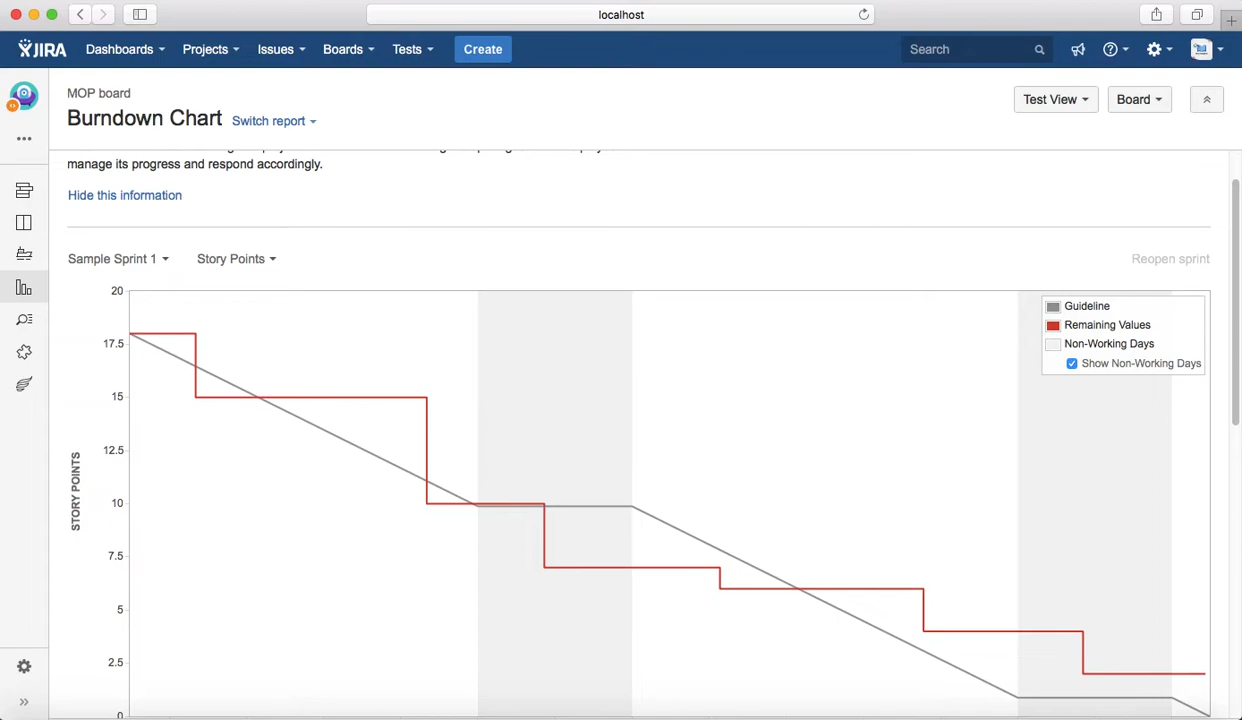 localhost
JIRA Dashboards Projects Issues Boards Tests Create Search
MOP board
Burndown Chart Switch report
Test View Board
manage its progress and respond accordingly.
Hide this information
Sample Sprint 1 Story Points Reopen sprint
STORY POINTS
20
17.5
15
12.5
10
7.5
5
2.5
0
Guideline
Remaining Values
Non-Working Days
Show Non-Working Days